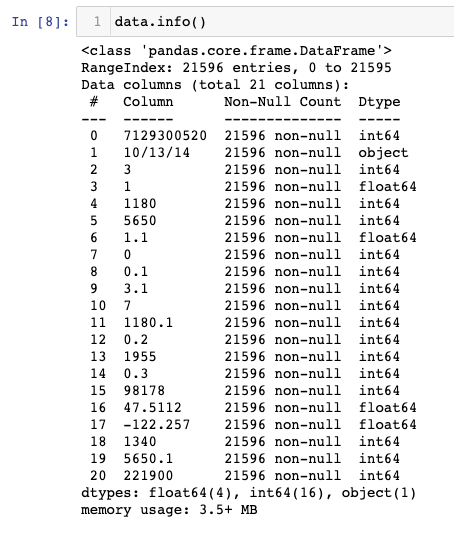 In [8]: 1 data.info()
<class 'pandas.core.frame.DataFrame'>
RangeIndex: 21596 entries, 0 to 21595
Data columns (total 21 columns):
 #   Column      Non-Null Count  Dtype
---  ------      --------------  -----
 0   7129300520  21596 non-null  int64
 1   10/13/14    21596 non-null  object
 2   3           21596 non-null  int64
 3   1           21596 non-null  float64
 4   1180        21596 non-null  int64
 5   5650        21596 non-null  int64
 6   1.1         21596 non-null  float64
 7   0           21596 non-null  int64
 8   0.1         21596 non-null  int64
 9   3.1         21596 non-null  int64
 10  7           21596 non-null  int64
 11  1180.1      21596 non-null  int64
 12  0.2         21596 non-null  int64
 13  1955        21596 non-null  int64
 14  0.3         21596 non-null  int64
 15  98178       21596 non-null  int64
 16  47.5112     21596 non-null  float64
 17  -122.257    21596 non-null  float64
 18  1340        21596 non-null  int64
 19  5650.1      21596 non-null  int64
 20  221900      21596 non-null  int64
dtypes: float64(4), int64(16), object(1)
memory usage: 3.5+ MB